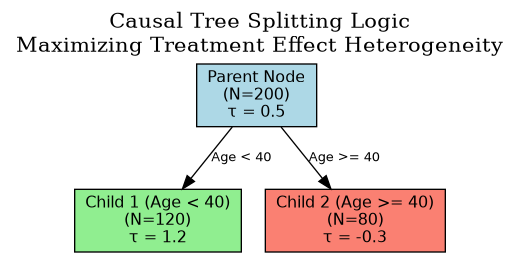 Causal Tree Splitting Logic
Maximizing Treatment Effect Heterogeneity
Parent Node
(N=200)
τ = 0.5
Age < 40
Age >= 40
Child 1 (Age < 40)
(N=120)
τ = 1.2
Child 2 (Age >= 40)
(N=80)
τ = -0.3